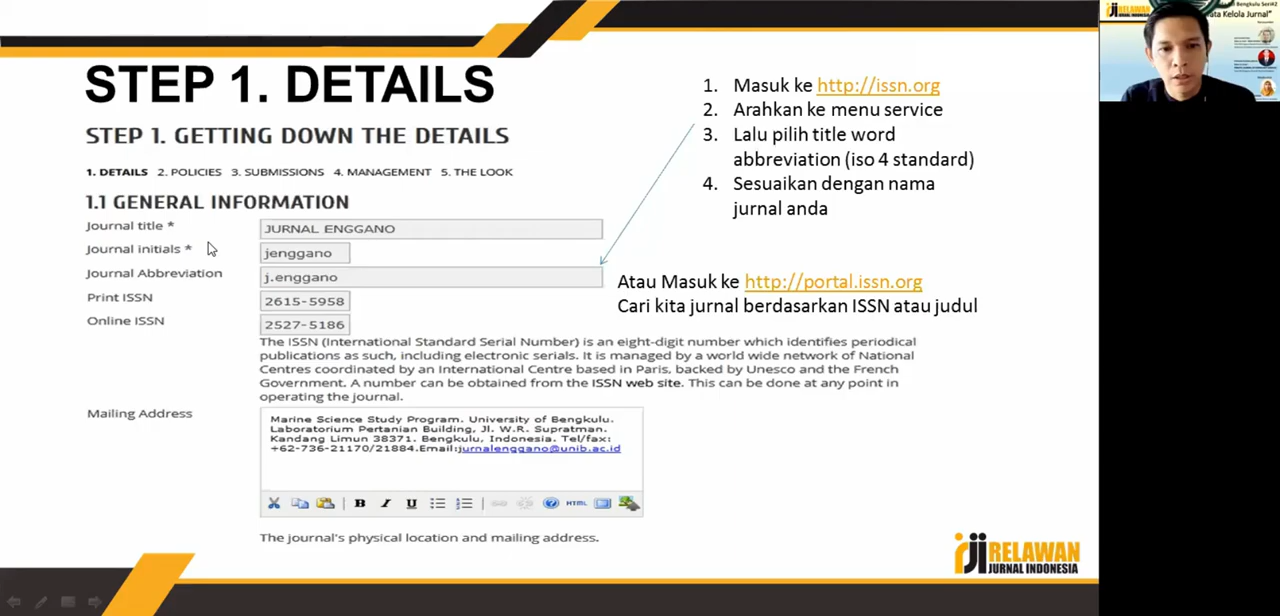 STEP 1. DETAILS
STEP 1. GETTING DOWN THE DETAILS
1. DETAILS 2. POLICIES 3. SUBMISSIONS 4. MANAGEMENT 5. THE LOOK
1.1 GENERAL INFORMATION
Journal title * JURNAL ENGGANO
Journal initials * jenggano
Journal Abbreviation j.enggano
Print ISSN 2615-5958
Online ISSN 2527-5186
The ISSN (International Standard Serial Number) is an eight-digit number which identifies periodical
publications as such, including electronic serials. It is managed by a world wide network of National
Centres coordinated by an International Centre based in Paris, backed by Unesco and the French
Government. A number can be obtained from the ISSN web site. This can be done at any point in
operating the journal.
Mailing Address
Marine Science Study Program. University of Bengkulu.
Laboratorium Pertanian Building, Jl. W.R. Supratman.
Kandang Limun 38371. Bengkulu, Indonesia. Tel/fax:
+62-736-21170/21884.Email:jurnalenggano@unib.ac.id
B I U HTML
The journal's physical location and mailing address.
1. Masuk ke http://issn.org
2. Arahkan ke menu service
3. Lalu pilih title word
abbreviation (iso 4 standard)
4. Sesuaikan dengan nama
jurnal anda
Atau Masuk ke http://portal.issn.org
Cari kita jurnal berdasarkan ISSN atau judul
RELAWAN
JURNAL INDONESIA
RELAWAN
Bengkulu Seri#2
ata Kelola Jurnal"